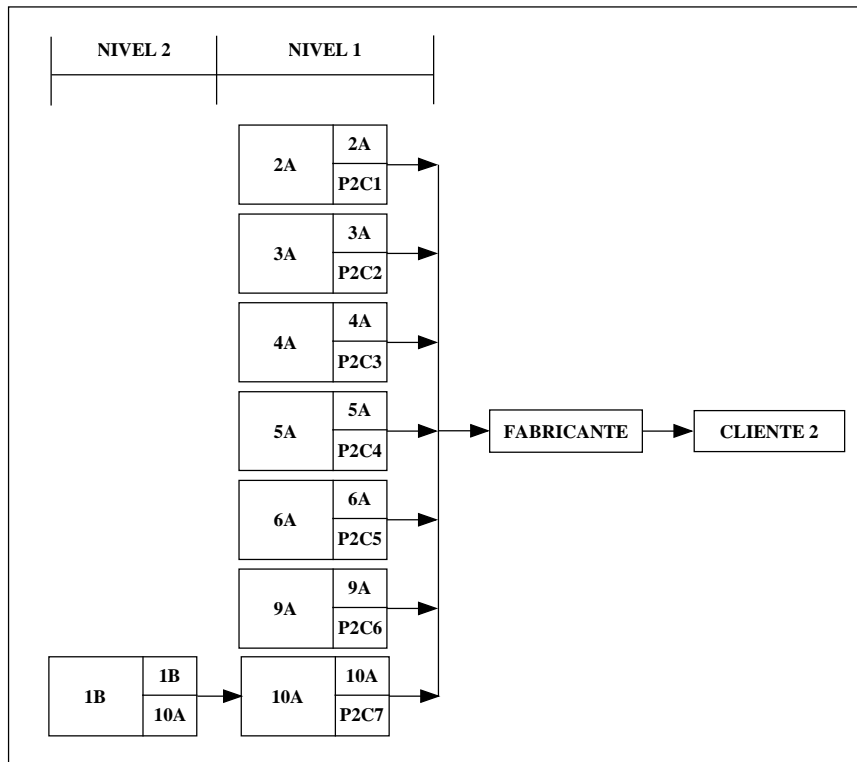 NIVEL 2 NIVEL 1
2A
2A
P2C1
3A
3A
P2C2
4A
4A
P2C3
5A
5A
P2C4
FABRICANTE
CLIENTE 2
6A
6A
P2C5
9A
9A
P2C6
1B
1B
10A
10A
10A
P2C7